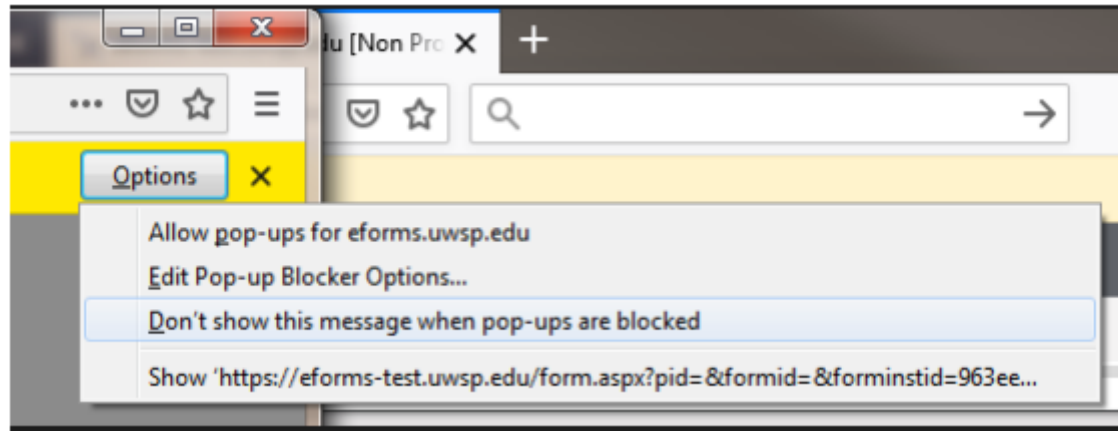 du [Non Pro
Options
Allow pop-ups for eforms.uwsp.edu
Edit Pop-up Blocker Options...
Don't show this message when pop-ups are blocked
Show 'https://eforms-test.uwsp.edu/form.aspx?pid=&formid=&forminstid=963ee...